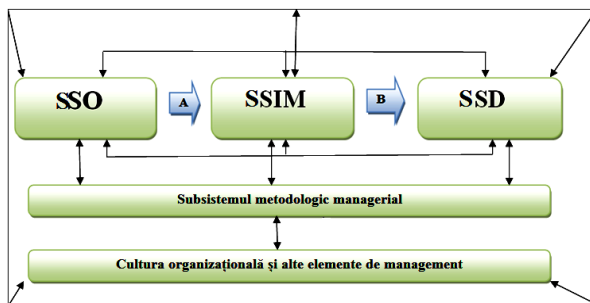 SSO
A
SSIM
B
SSD
Subsistemul metodologic managerial
Cultura organizațională și alte elemente de management